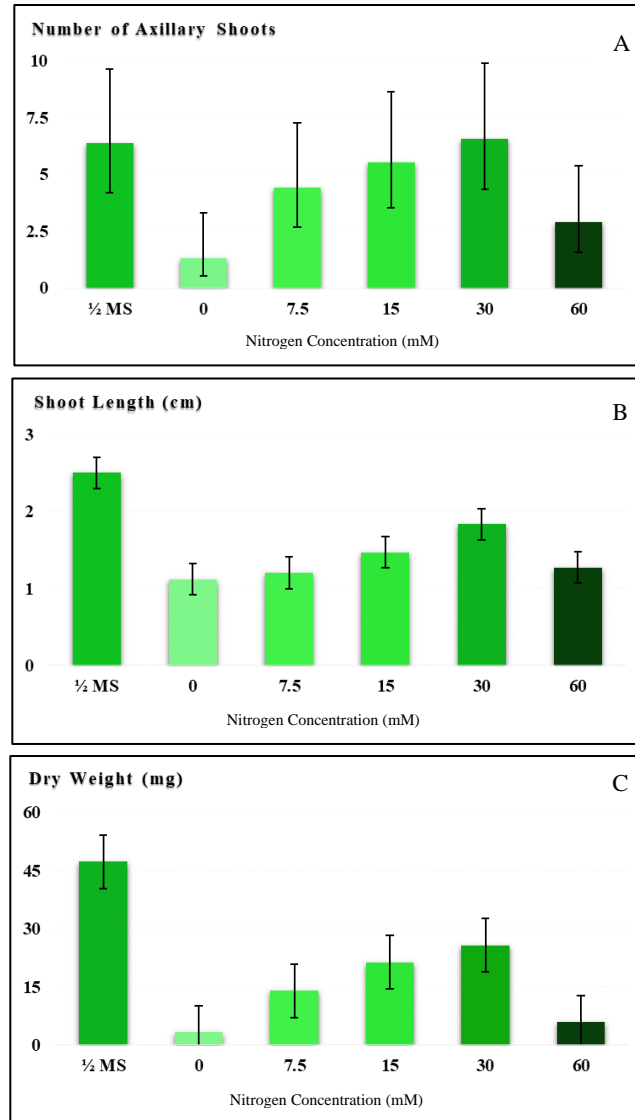 Number of Axillary Shoots
A
10
7.5
5
2.5
0
½ MS 0 7.5 15 30 60
Nitrogen Concentration (mM)
Shoot Length (cm)
B
3
2
1
0
½ MS 0 7.5 15 30 60
Nitrogen Concentration (mM)
Dry Weight (mg)
C
60
45
30
15
0
½ MS 0 7.5 15 30 60
Nitrogen Concentration (mM)